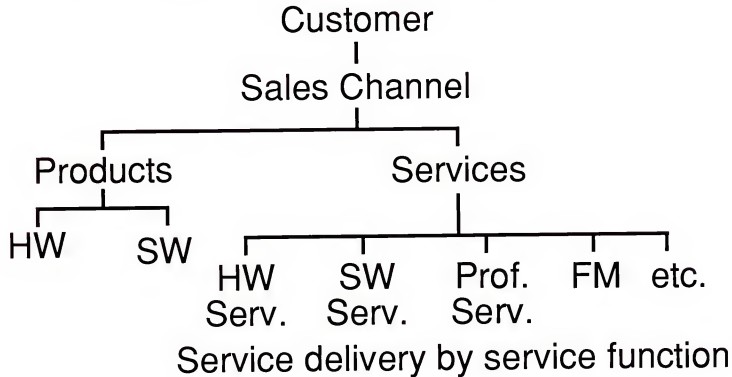 Customer
Sales Channel
Products Services
HW SW
HW SW Prof. FM etc.
Serv. Serv. Serv.
Service delivery by service function